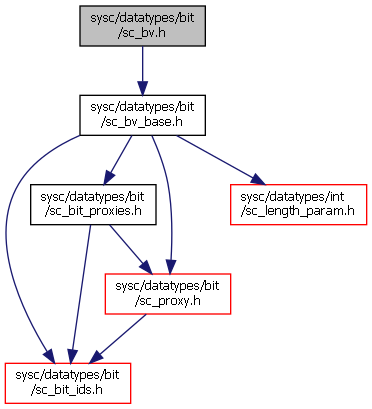 sysc/datatypes/bit
/sc_bv.h
sysc/datatypes/bit
/sc_bv_base.h
sysc/datatypes/bit
/sc_bit_proxies.h
sysc/datatypes/int
/sc_length_param.h
sysc/datatypes/bit
/sc_proxy.h
sysc/datatypes/bit
/sc_bit_ids.h